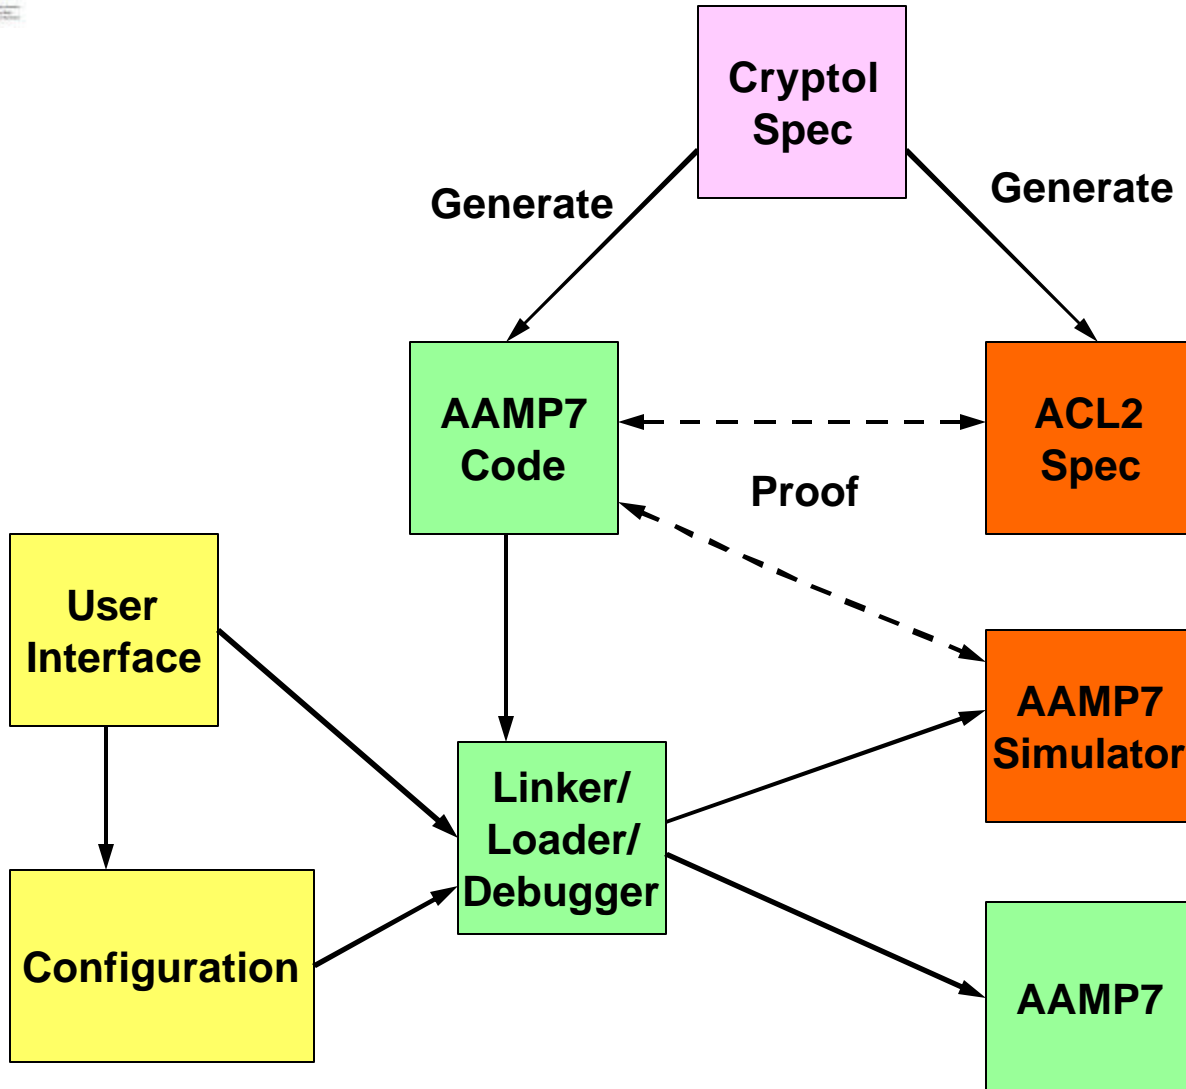 Cryptol
Spec
Generate
Generate
AAMP7
Code
ACL2
Spec
Proof
User
Interface
AAMP7
Simulator
Linker/
Loader/
Debugger
Configuration
AAMP7